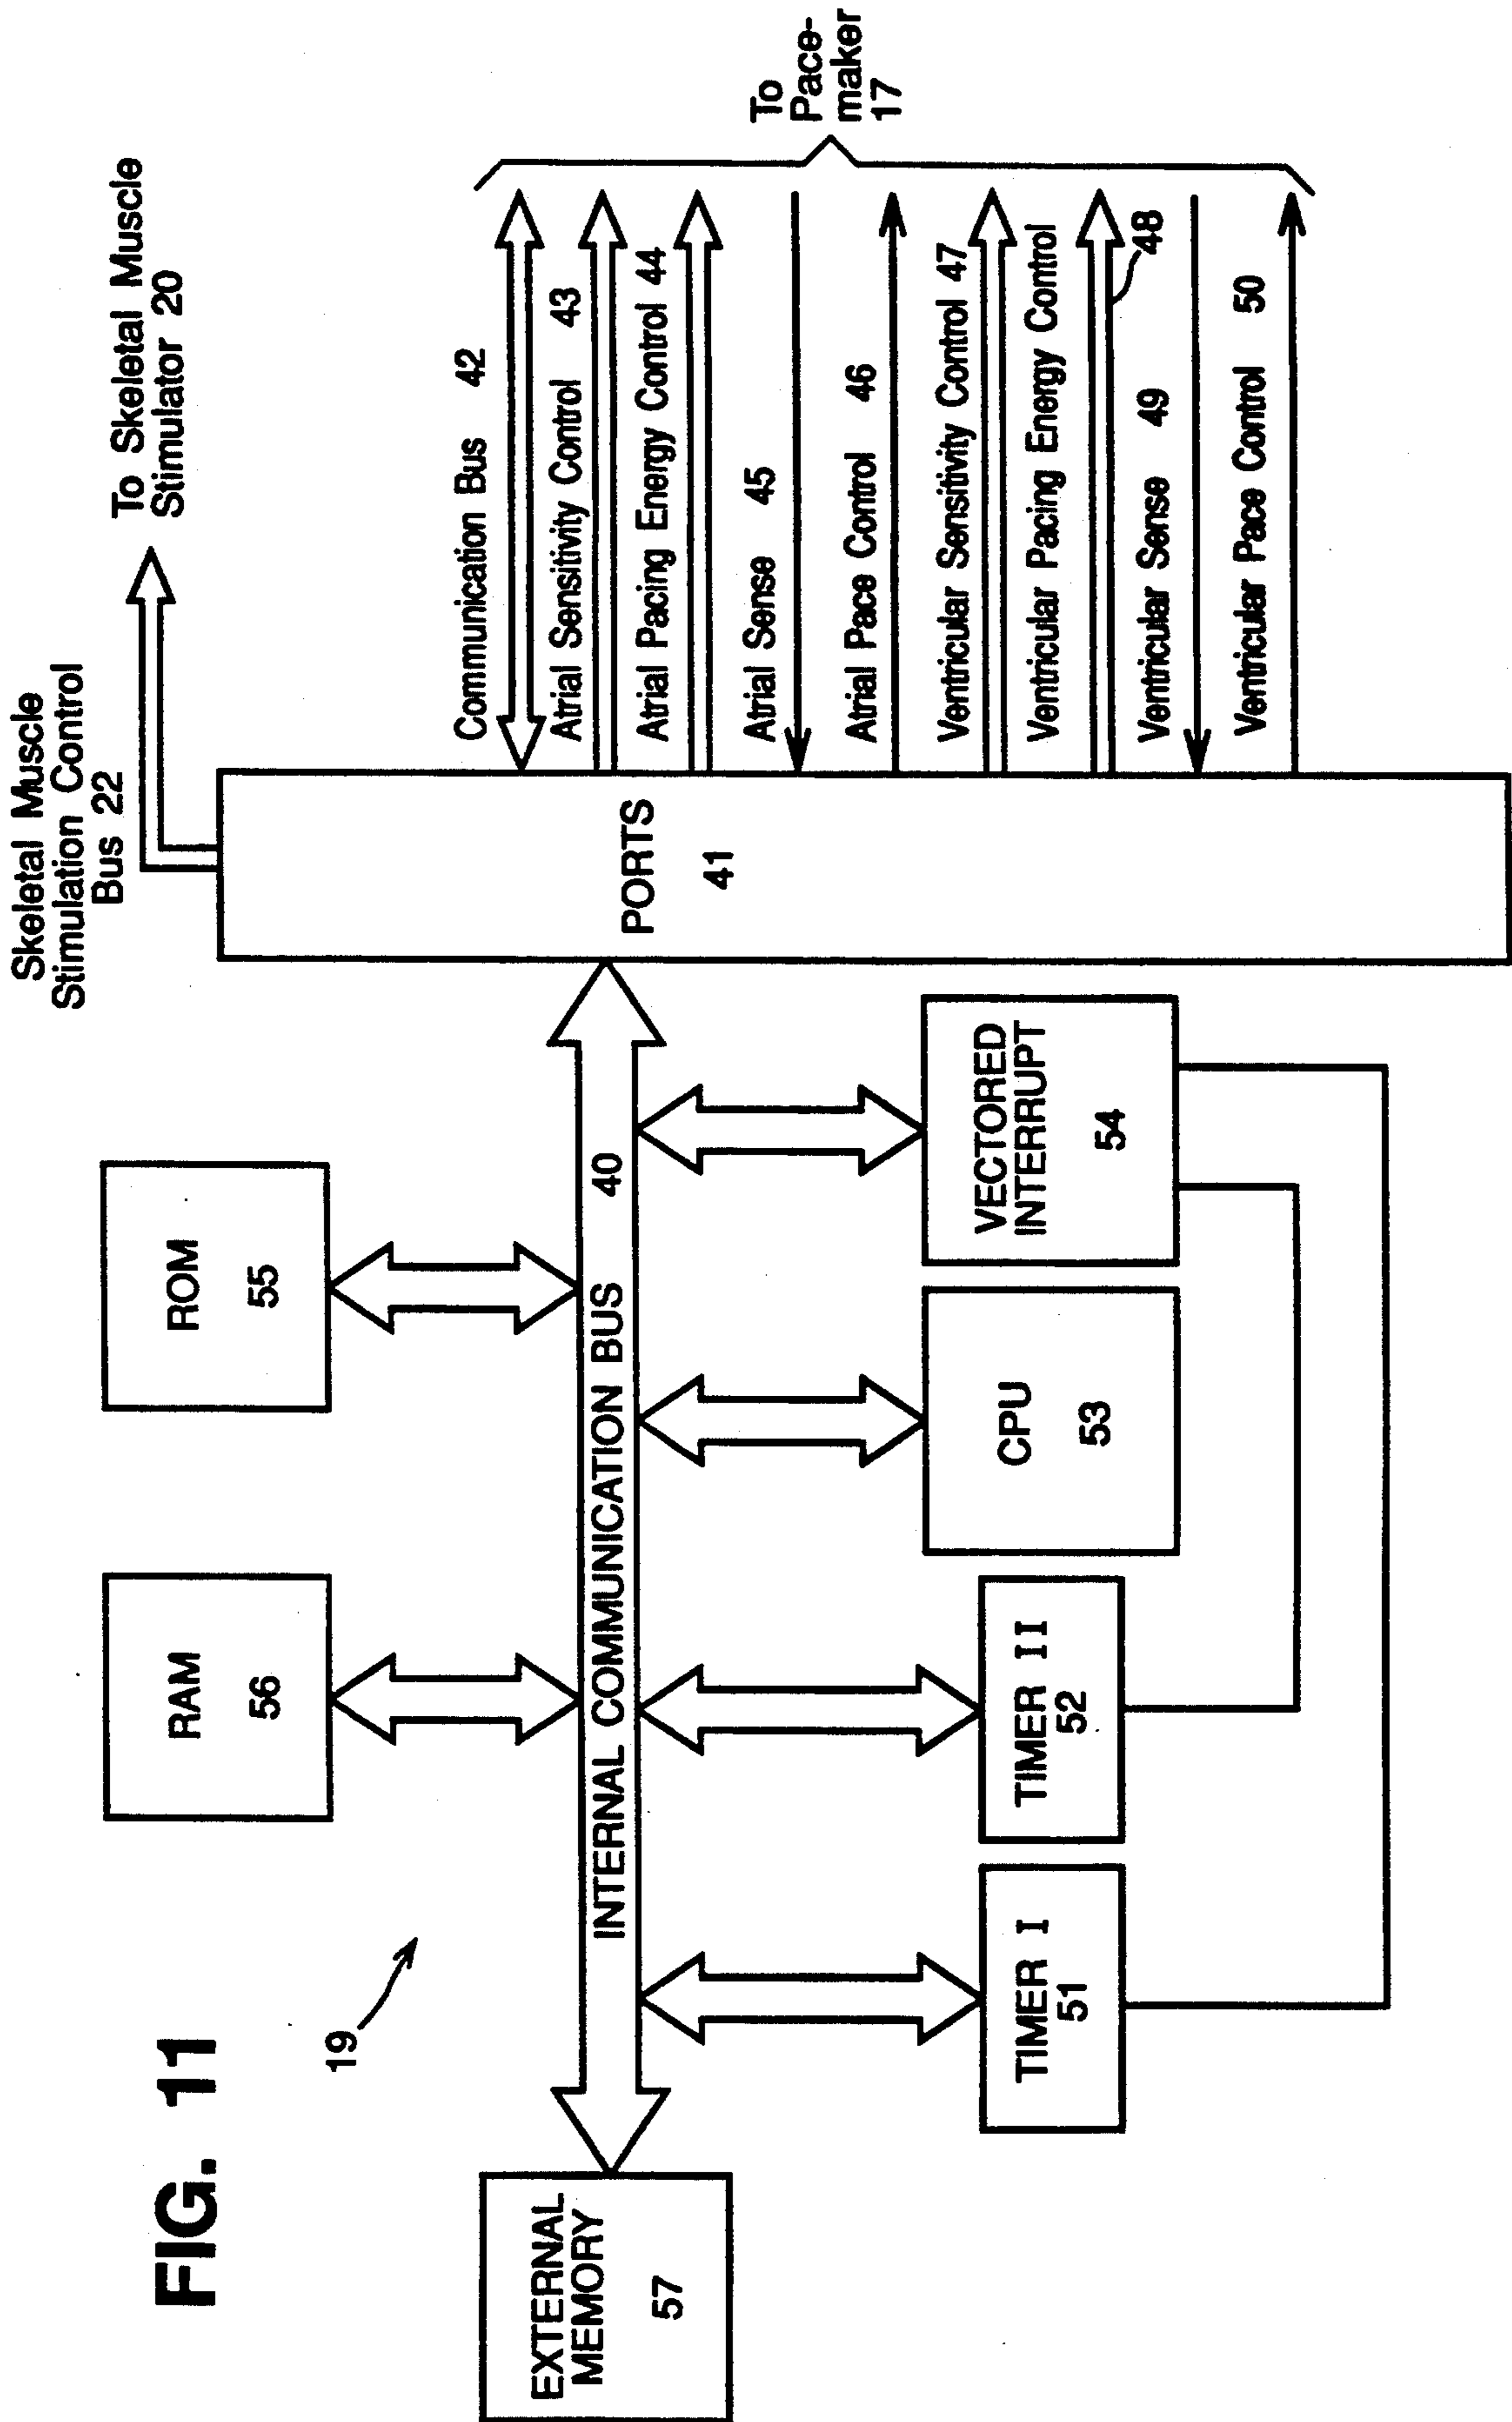 FIG. 11
19
Skeletal Muscle
Stimulation Control
Bus 22
To Skeletal Muscle
Stimulator 20
RAM
56
ROM
55
EXTERNAL
MEMORY
57
INTERNAL COMMUNICATION BUS 40
PORTS
41
TIMER I
51
TIMER II
52
CPU
53
VECTORED
INTERRUPT
54
Communication Bus 42
Atrial Sensitivity Control 43
Atrial Pacing Energy Control 44
Atrial Sense 45
Atrial Pace Control 46
Ventricular Sensitivity Control 47
Ventricular Pacing Energy Control
48
Ventricular Sense 49
Ventricular Pace Control 50
To
Pace-
maker
17